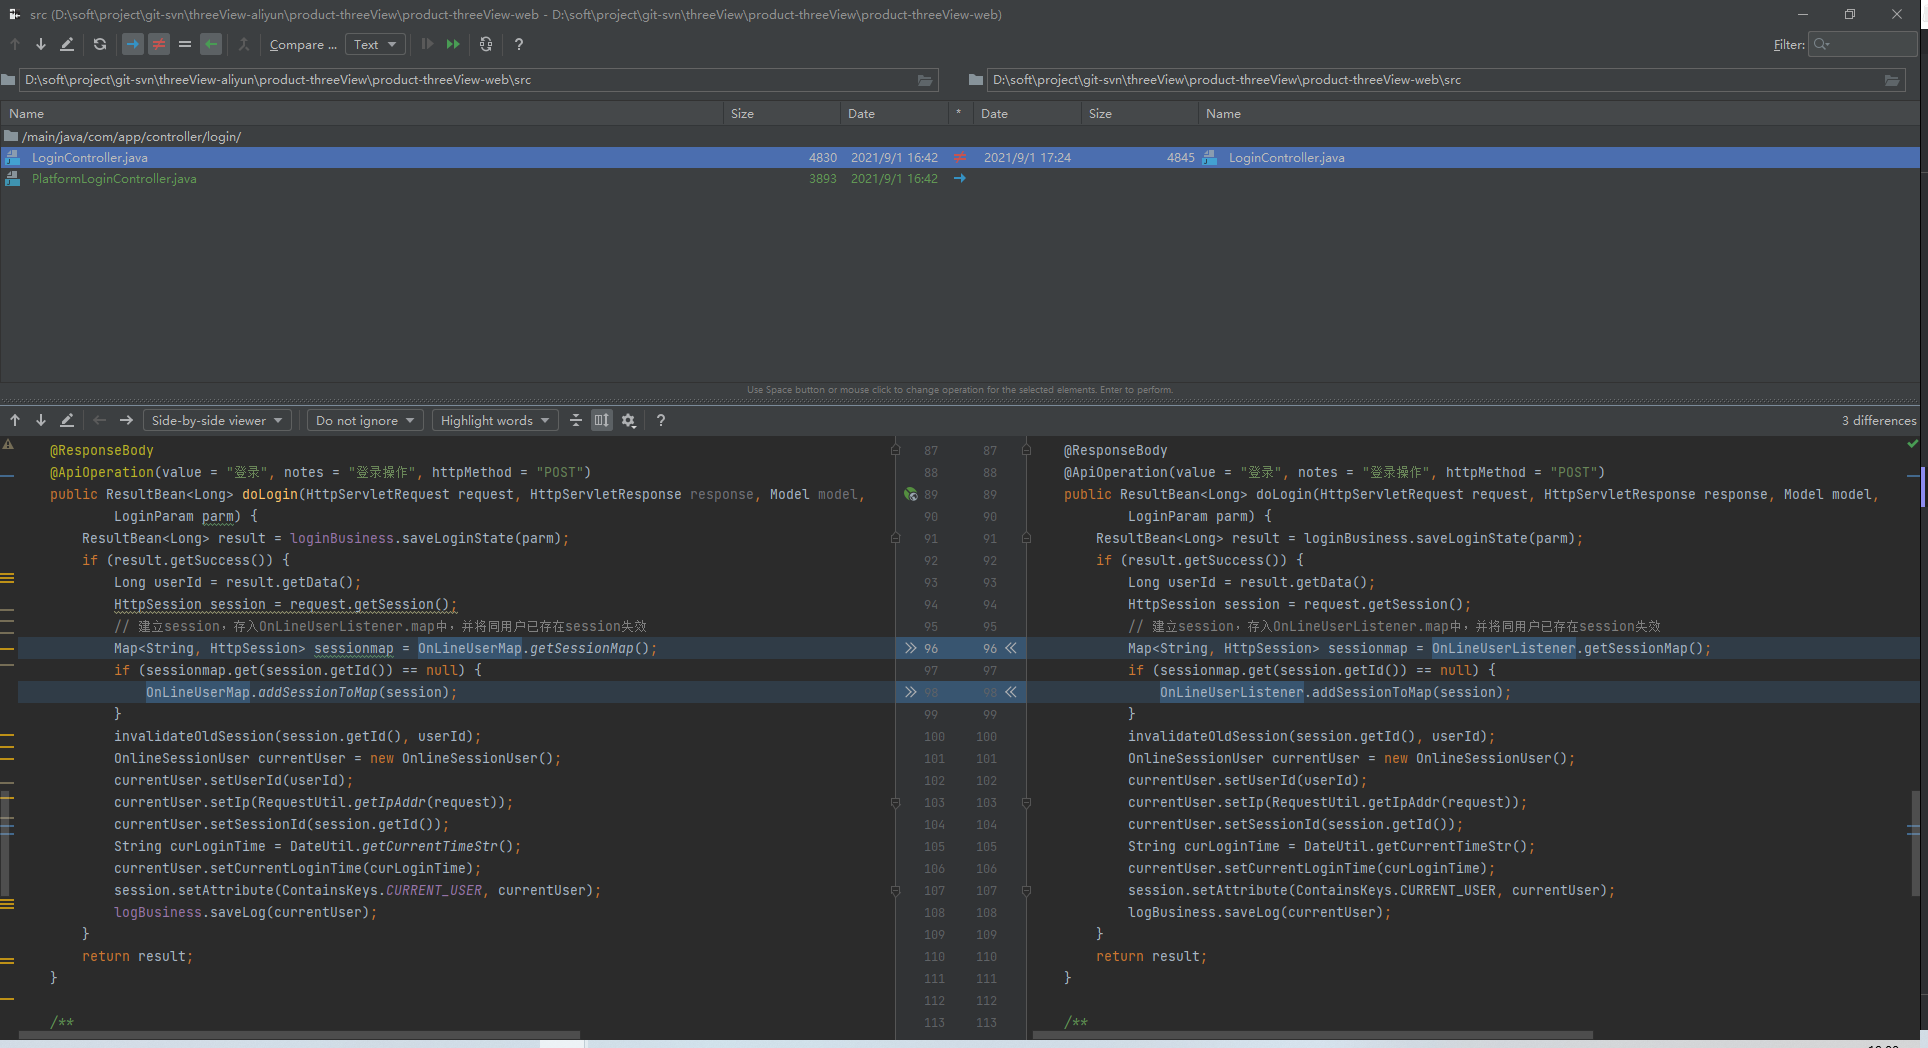 src (D:\soft\project\git-svn\threeView-aliyun\product-threeView\product-threeView-web - D:\soft\project\git-svn\threeView\product-threeView\product-threeView-web)
Compare ... Text ? Filter:
D:\soft\project\git-svn\threeView-aliyun\product-threeView\product-threeView-web\src D:\soft\project\git-svn\threeView\product-threeView\product-threeView-web\src
Name Size Date * Date Size Name
/main/java/com/app/controller/login/
LoginController.java 4830 2021/9/1 16:42 ≠ 2021/9/1 17:24 4845 LoginController.java
PlatformLoginController.java 3893 2021/9/1 16:42
Use Space button or mouse click to change operation for the selected elements. Enter to perform.
Side-by-side viewer Do not ignore Highlight words ? 3 differences
@ResponseBody 87 87 @ResponseBody
@ApiOperation(value = "登录", notes = "登录操作", httpMethod = "POST") 88 88 @ApiOperation(value = "登录", notes = "登录操作", httpMethod = "POST")
public ResultBean<Long> doLogin(HttpServletRequest request, HttpServletResponse response, Model model, 89 89 public ResultBean<Long> doLogin(HttpServletRequest request, HttpServletResponse response, Model model,
LoginParam parm) { 90 90 LoginParam parm) {
ResultBean<Long> result = loginBusiness.saveLoginState(parm); 91 91 ResultBean<Long> result = loginBusiness.saveLoginState(parm);
if (result.getSuccess()) { 92 92 if (result.getSuccess()) {
Long userId = result.getData(); 93 93 Long userId = result.getData();
HttpSession session = request.getSession(); 94 94 HttpSession session = request.getSession();
// 建立session，存入OnLineUserListener.map中，并将同用户已存在session失效 95 95 // 建立session，存入OnLineUserListener.map中，并将同用户已存在session失效
Map<String, HttpSession> sessionmap = OnLineUserMap.getSessionMap(); 96 96 Map<String, HttpSession> sessionmap = OnLineUserListener.getSessionMap();
if (sessionmap.get(session.getId()) == null) { 97 97 if (sessionmap.get(session.getId()) == null) {
OnLineUserMap.addSessionToMap(session); 98 98 OnLineUserListener.addSessionToMap(session);
} 99 99 }
invalidateOldSession(session.getId(), userId); 100 100 invalidateOldSession(session.getId(), userId);
OnlineSessionUser currentUser = new OnlineSessionUser(); 101 101 OnlineSessionUser currentUser = new OnlineSessionUser();
currentUser.setUserId(userId); 102 102 currentUser.setUserId(userId);
currentUser.setIp(RequestUtil.getIpAddr(request)); 103 103 currentUser.setIp(RequestUtil.getIpAddr(request));
currentUser.setSessionId(session.getId()); 104 104 currentUser.setSessionId(session.getId());
String curLoginTime = DateUtil.getCurrentTimeStr(); 105 105 String curLoginTime = DateUtil.getCurrentTimeStr();
currentUser.setCurrentLoginTime(curLoginTime); 106 106 currentUser.setCurrentLoginTime(curLoginTime);
session.setAttribute(ContainsKeys.CURRENT_USER, currentUser); 107 107 session.setAttribute(ContainsKeys.CURRENT_USER, currentUser);
logBusiness.saveLog(currentUser); 108 108 logBusiness.saveLog(currentUser);
} 109 109 }
return result; 110 110 return result;
} 111 111 }
112 112
/** 113 113 /**